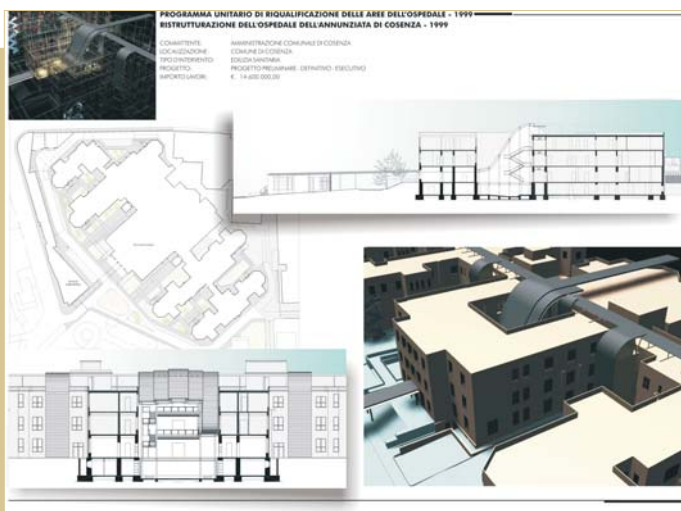 PROGRAMMA UNITARIO DI RIQUALIFICAZIONE DELLE AREE DELL'OSPEDALE - 1999
RISTRUTTURAZIONE DELL'OSPEDALE DELL'ANNUNZIATA DI COSENZA - 1999
COMMITTENTE: AMMINISTRAZIONE COMUNALE DI COSENZA
LOCALIZZAZIONE: COMUNE DI COSENZA
TIPO D'INTERVENTO: EDILIZIA SANITARIA
PROGETTO: PROGETTO PRELIMINARE - DEFINITIVO - ESECUTIVO
IMPORTO LAVORI: €. 14.600.000,00